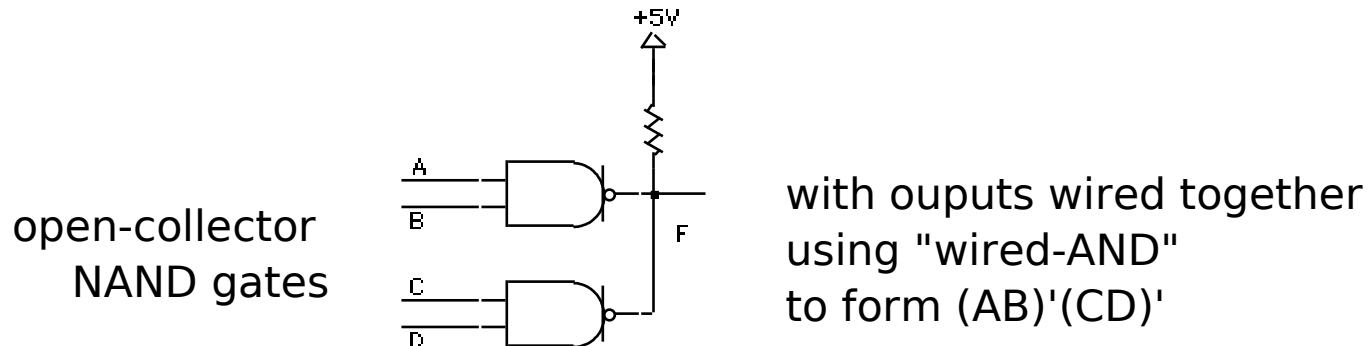 +5V
A
B
F
C
D
open-collector
NAND gates
with ouputs wired together
using "wired-AND"
to form (AB)'(CD)'